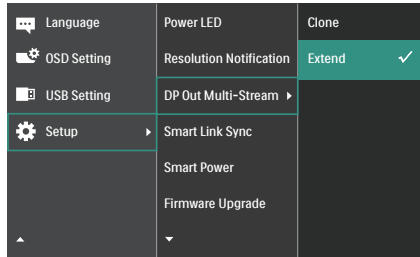 Language
OSD Setting
USB Setting
Setup
Power LED
Resolution Notification
DP Out Multi-Stream
Smart Link Sync
Smart Power
Firmware Upgrade
Clone
Extend